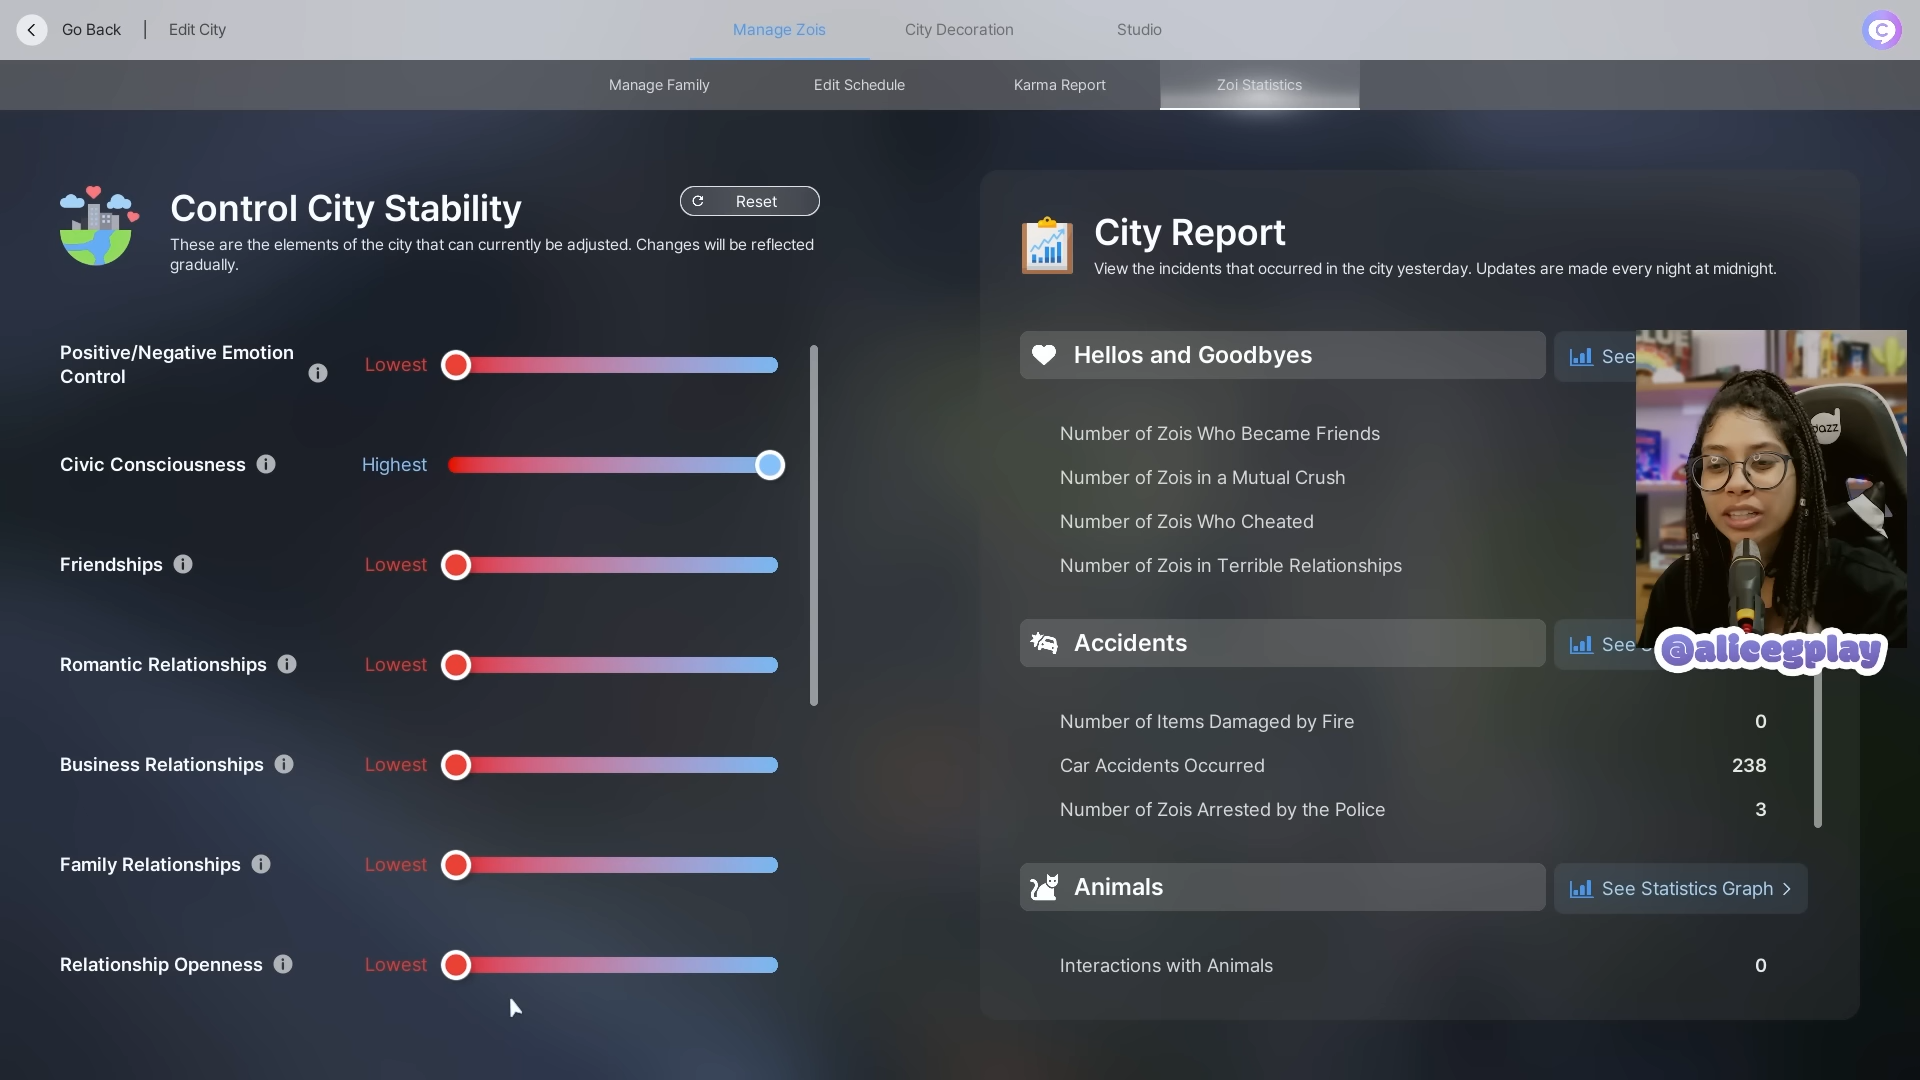 Go Back | Edit City
Manage Zois
City Decoration
Studio
Manage Family
Edit Schedule
Karma Report
Zoi Statistics
Control City Stability
Reset
These are the elements of the city that can currently be adjusted. Changes will be reflected
gradually.
Positive/Negative Emotion
Control
Lowest
Civic Consciousness
Highest
Friendships
Lowest
Romantic Relationships
Lowest
Business Relationships
Lowest
Family Relationships
Lowest
Relationship Openness
Lowest
City Report
View the incidents that occurred in the city yesterday. Updates are made every night at midnight.
Hellos and Goodbyes
See
Number of Zois Who Became Friends
Number of Zois in a Mutual Crush
Number of Zois Who Cheated
Number of Zois in Terrible Relationships
Accidents
See
@alicegplay
Number of Items Damaged by Fire
0
Car Accidents Occurred
238
Number of Zois Arrested by the Police
3
Animals
See Statistics Graph >
Interactions with Animals
0